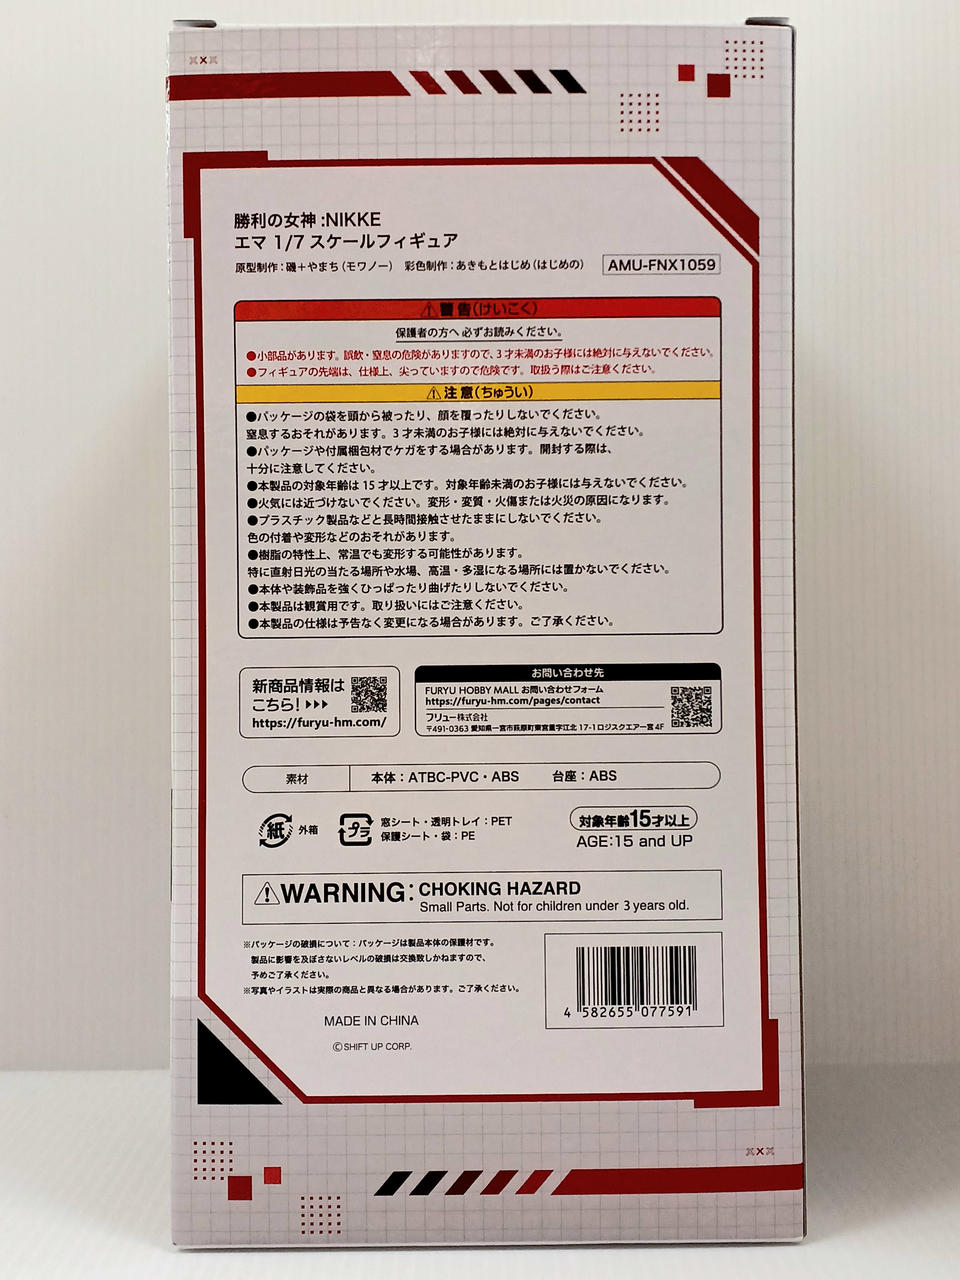 ×××
勝利の女神:NIKKE
エマ 1/7 スケールフィギュア
原型制作:磯+やまち(モワノー) 彩色制作:あきもとはじめ(はじめの) AMU-FNX1059
⚠警告(けいこく)
保護者の方へ 必ずお読みください。
●小部品があります。誤飲・窒息の危険がありますので、3才未満のお子様には絶対に与えないでください。
●フィギュアの先端は、仕様上、尖っていますので危険です。取扱う際はご注意ください。
⚠注意(ちゅうい)
●パッケージの袋を頭から被ったり、顔を覆ったりしないでください。
窒息するおそれがあります。3才未満のお子様には絶対に与えないでください。
●パッケージや付属梱包材でケガをする場合があります。開封する際は、
十分に注意してください。
●本製品の対象年齢は15才以上です。対象年齢未満のお子様には与えないでください。
●火気には近づけないでください。変形・変質・火傷または火災の原因になります。
●プラスチック製品などと長時間接触させたままにしないでください。
色の付着や変形などのおそれがあります。
●樹脂の特性上、常温でも変形する可能性があります。
特に直射日光の当たる場所や水場、高温・多湿になる場所には置かないでください。
●本体や装飾品を強くひっぱったり曲げたりしないでください。
●本製品は観賞用です。取り扱いにはご注意ください。
●本製品の仕様は予告なく変更になる場合があります。ご了承ください。
新商品情報は
こちら!▶▶▶
https://furyu-hm.com/
お問い合わせ先
FURYU HOBBY MALL お問い合わせフォーム
https://furyu-hm.com/pages/contact
フリュー株式会社
〒491-0363 愛知県一宮市萩原町東宮重字江北 17-1 ロジスクエアー宮 4F
素材 本体:ATBC-PVC・ABS 台座:ABS
紙 外箱
プラ 窓シート・透明トレイ:PET
保護シート・袋:PE
対象年齢15才以上
AGE:15 and UP
⚠WARNING:CHOKING HAZARD
Small Parts. Not for children under 3 years old.
※パッケージの破損について:パッケージは製品本体の保護材です。
製品に影響を及ぼさないレベルの破損は交換致しかねますので、
予めご了承ください。
※写真やイラストは実際の商品と異なる場合があります。ご了承ください。
4 582655 077591
MADE IN CHINA
©SHIFT UP CORP.
×××